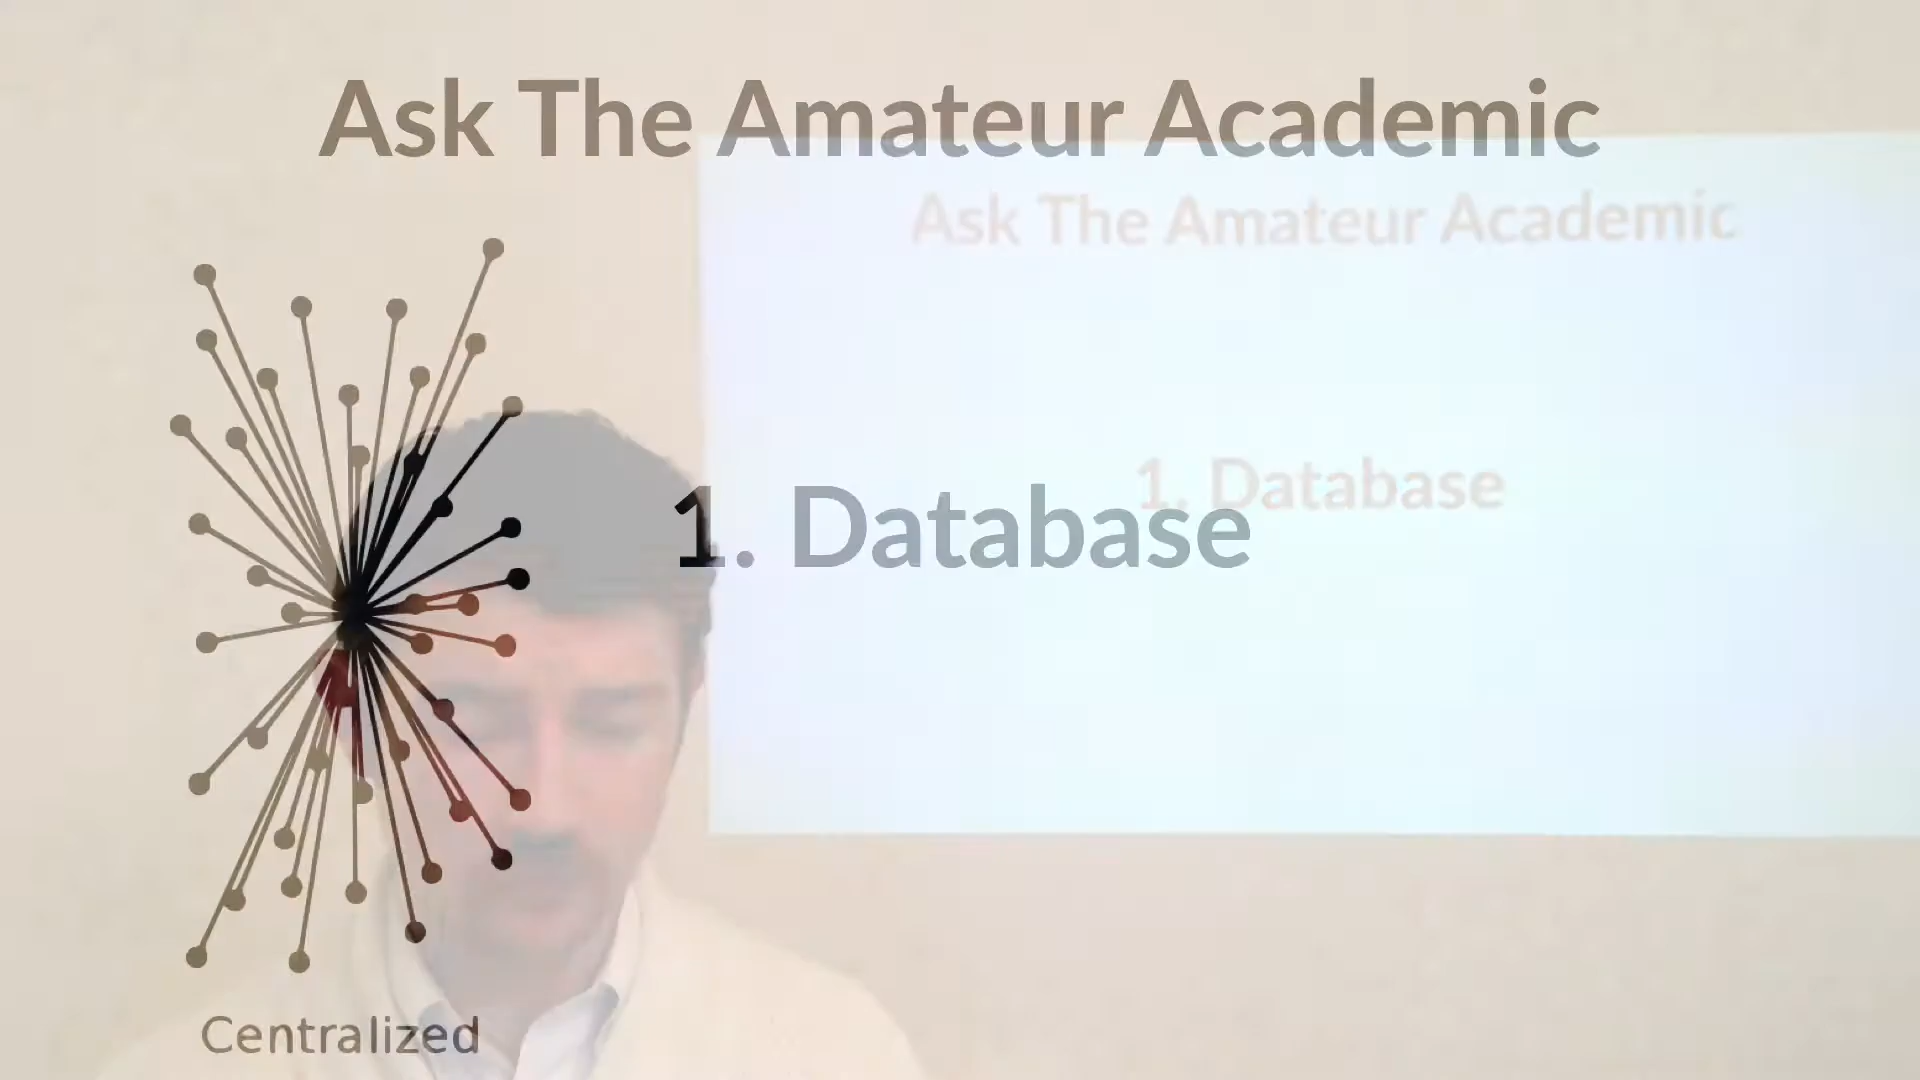 Ask The Amateur Academic
Ask The Amateur Academic
1. Database
1. Database
Centralized